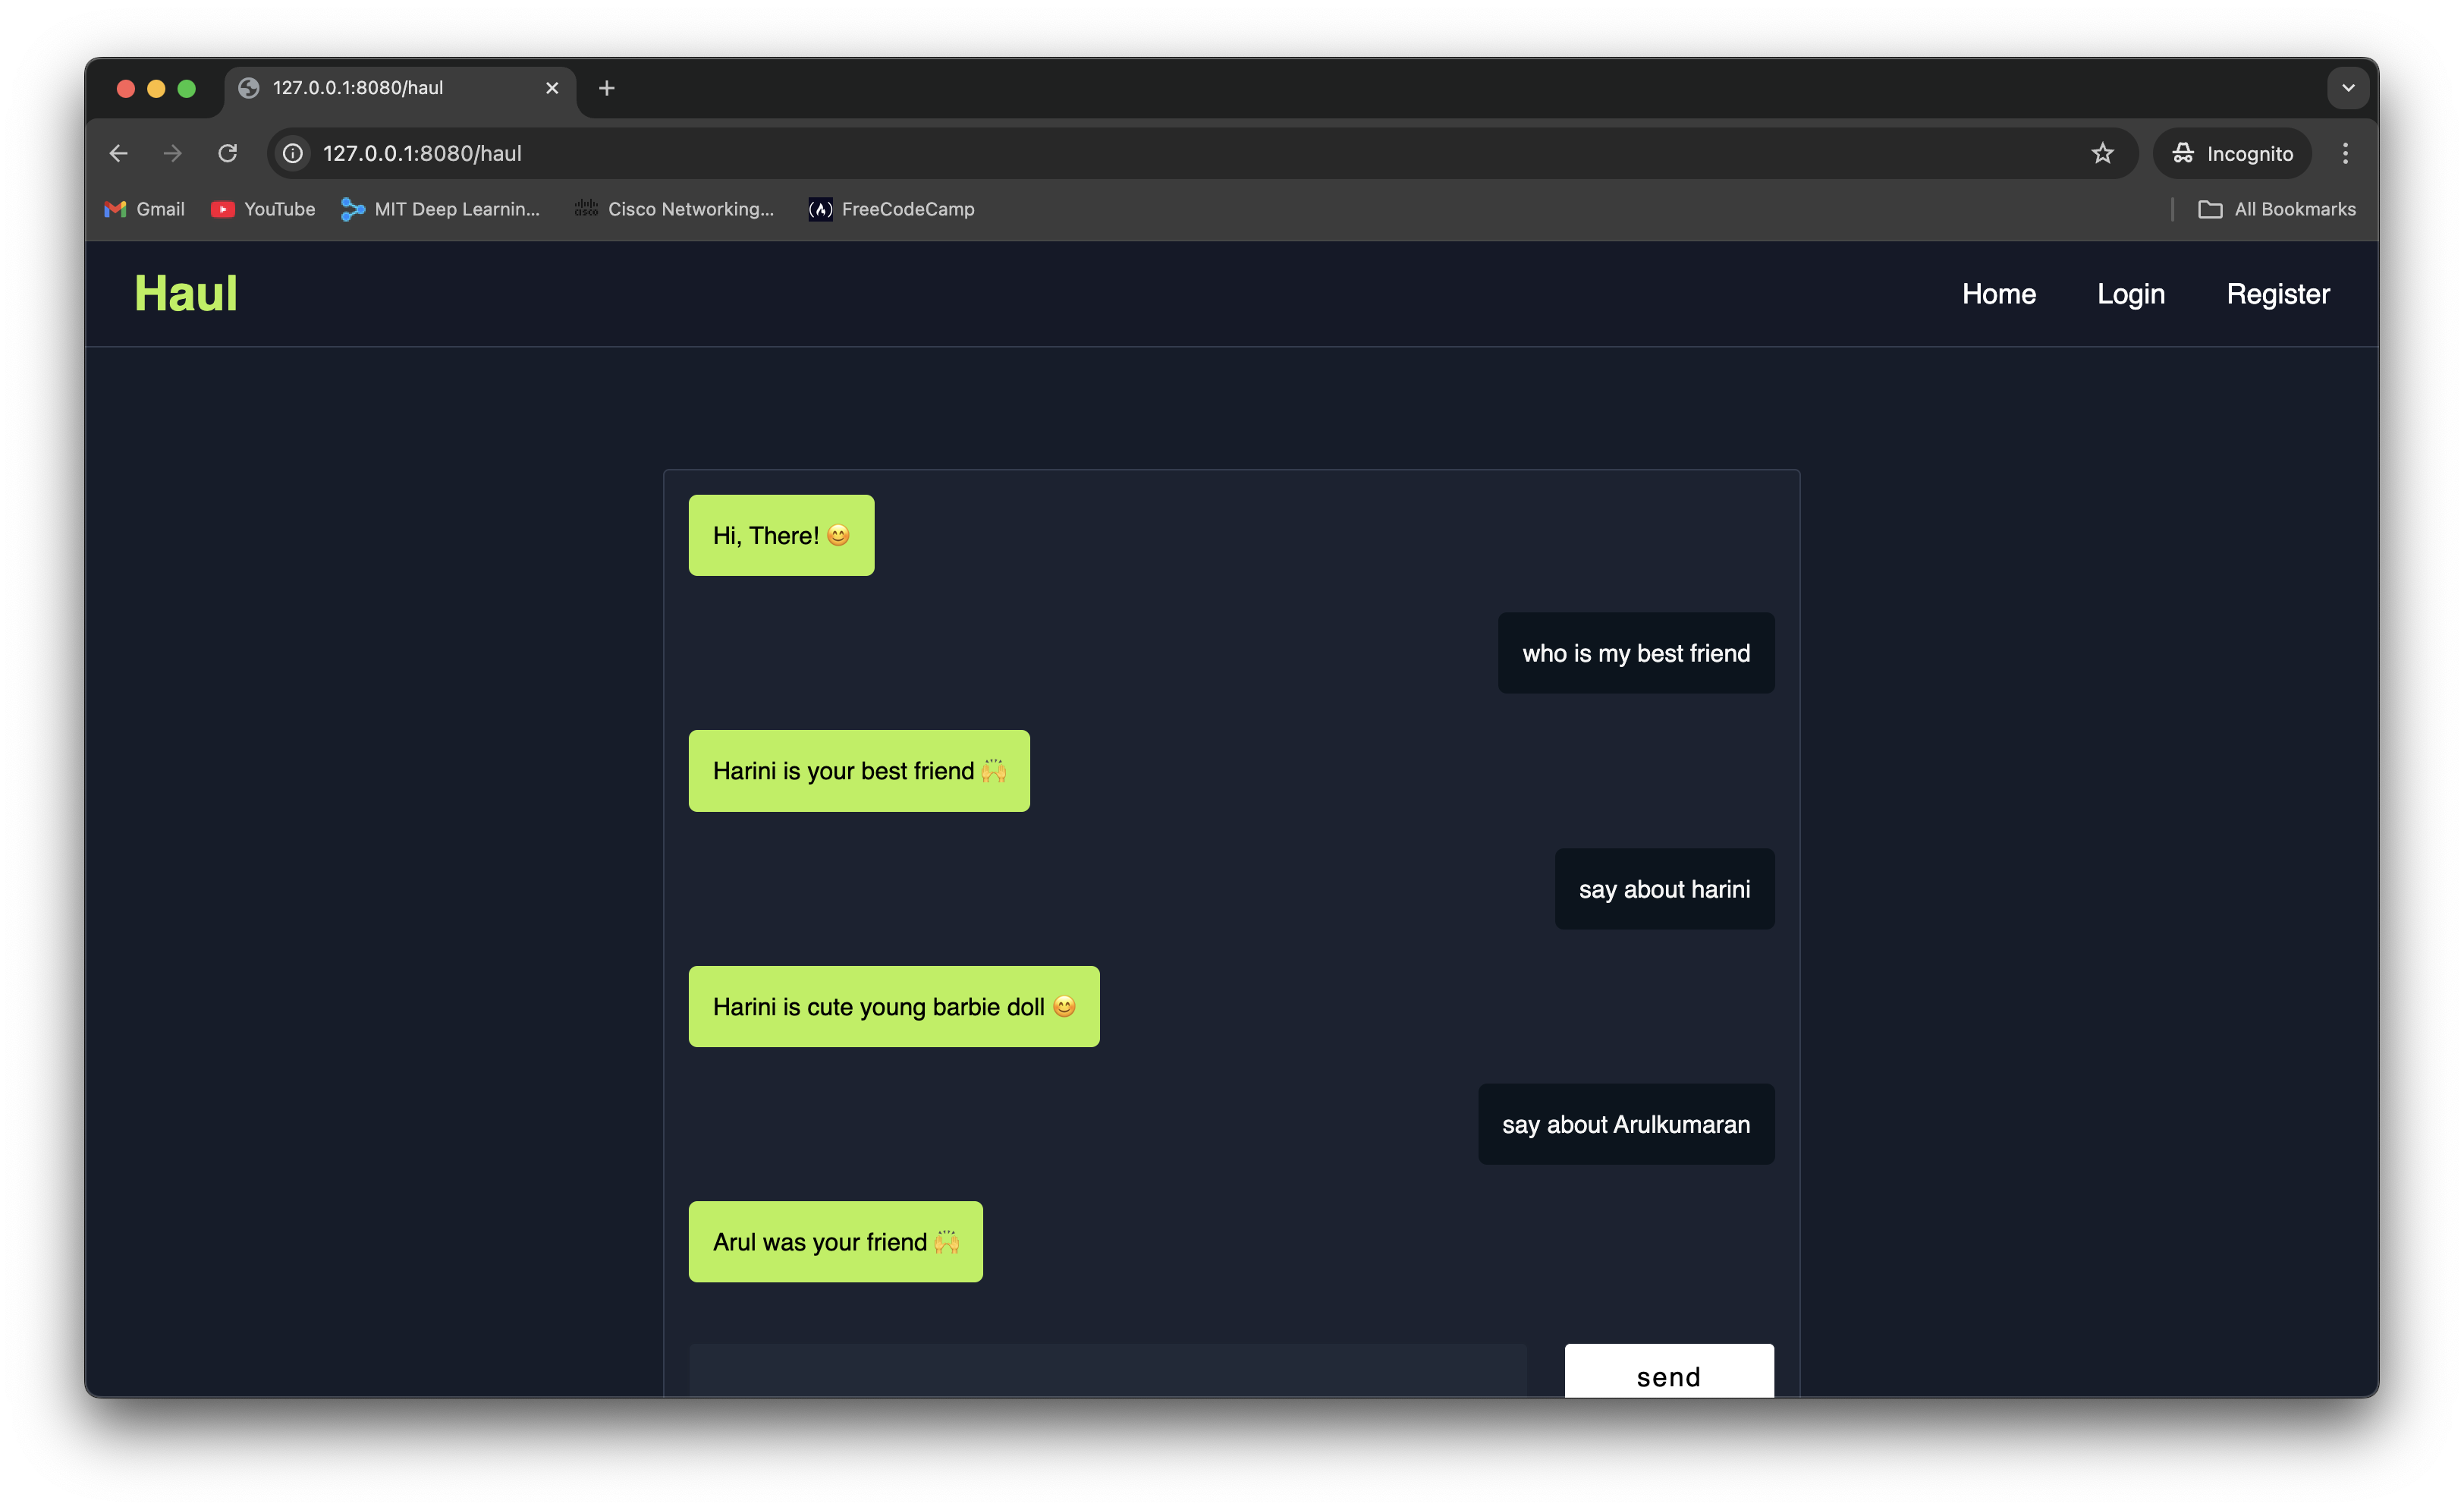 127.0.0.1:8080/haul
127.0.0.1:8080/haul
Incognito
Gmail
YouTube
MIT Deep Learnin...
Cisco Networking...
FreeCodeCamp
All Bookmarks
Haul
Home
Login
Register
Hi, There! 😊
who is my best friend
Harini is your best friend 🙌
say about harini
Harini is cute young barbie doll 😊
say about Arulkumaran
Arul was your friend 🙌
send